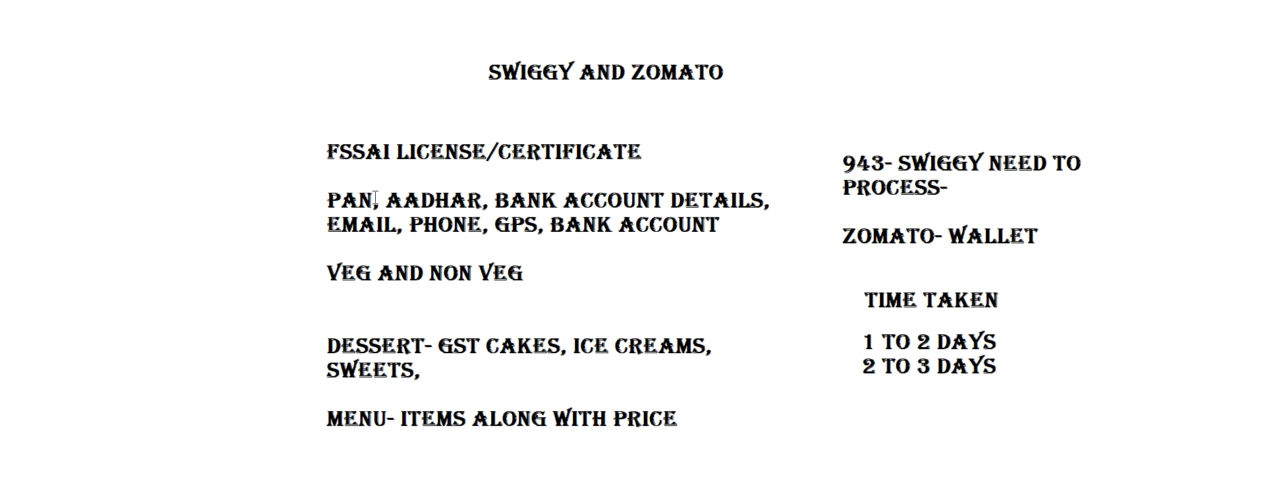 SWIGGY AND ZOMATO
FSSAI LICENSE/CERTIFICATE
PAN, AADHAR, BANK ACCOUNT DETAILS,
EMAIL, PHONE, GPS, BANK ACCOUNT
VEG AND NON VEG
DESSERT- GST CAKES, ICE CREAMS,
SWEETS,
MENU- ITEMS ALONG WITH PRICE
943- SWIGGY NEED TO
PROCESS-
ZOMATO- WALLET
TIME TAKEN
1 TO 2 DAYS
2 TO 3 DAYS